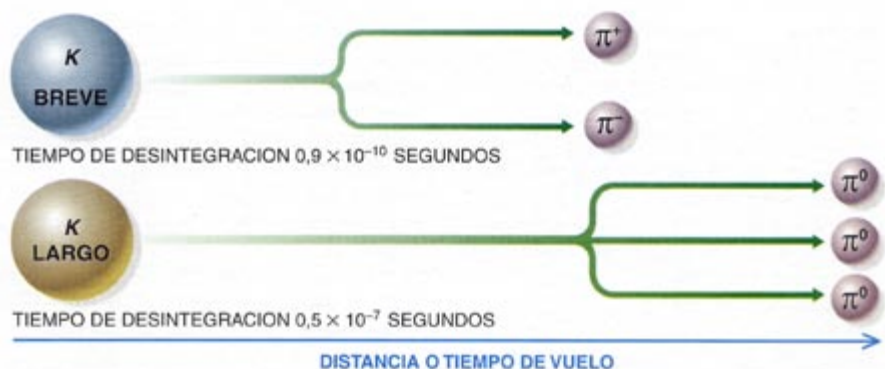 K
BREVE
π⁺
π⁻
TIEMPO DE DESINTEGRACION 0,9 × 10⁻¹⁰ SEGUNDOS
K
LARGO
π⁰
π⁰
π⁰
TIEMPO DE DESINTEGRACION 0,5 × 10⁻⁷ SEGUNDOS
DISTANCIA O TIEMPO DE VUELO